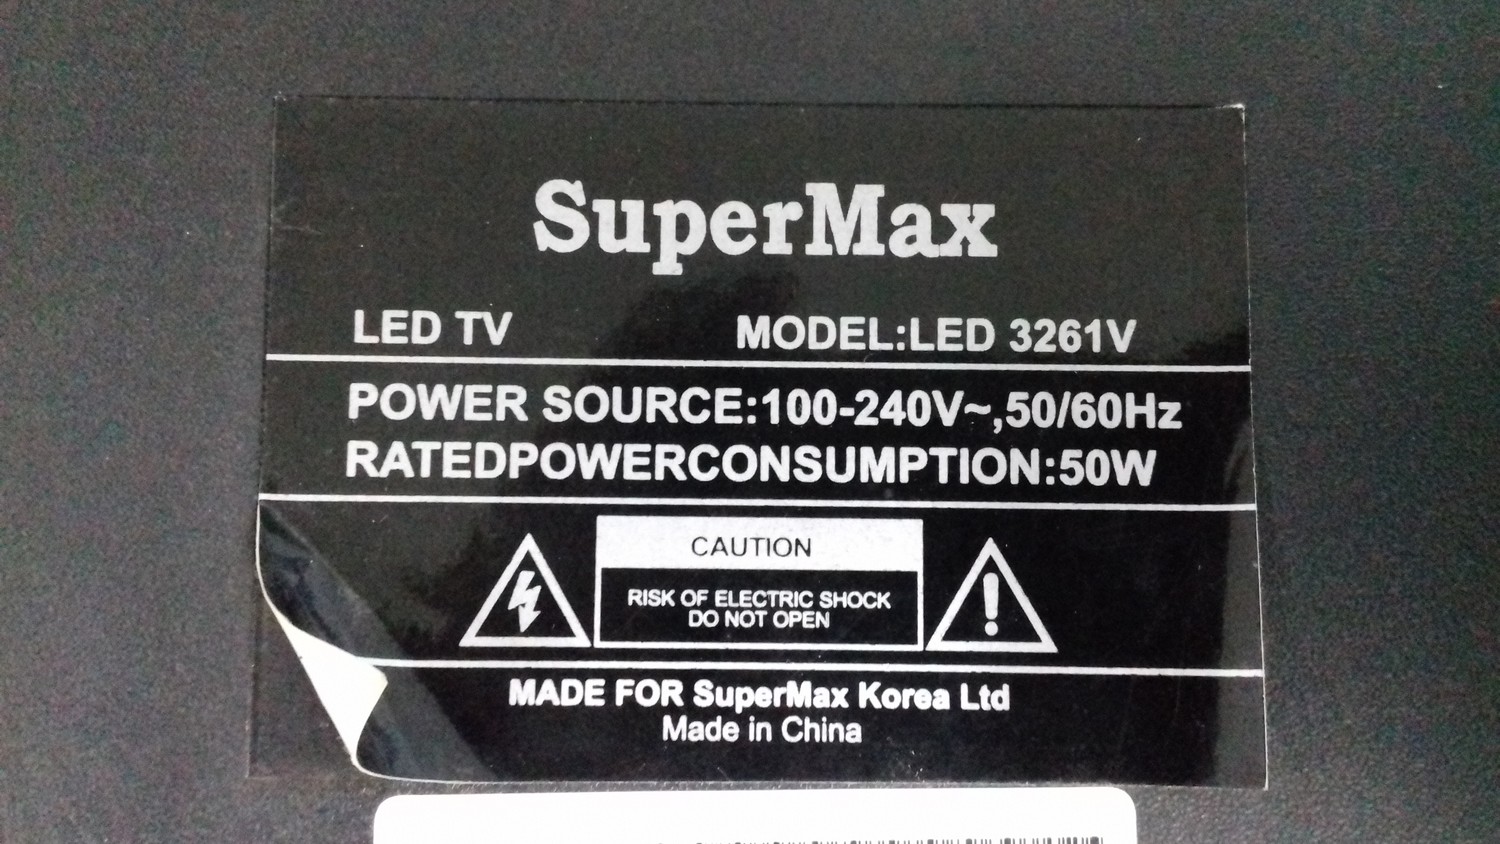 SuperMax
LED TV MODEL:LED 3261V
POWER SOURCE:100-240V~,50/60Hz
RATEDPOWERCONSUMPTION:50W
CAUTION
RISK OF ELECTRIC SHOCK
DO NOT OPEN
MADE FOR SuperMax Korea Ltd
Made in China